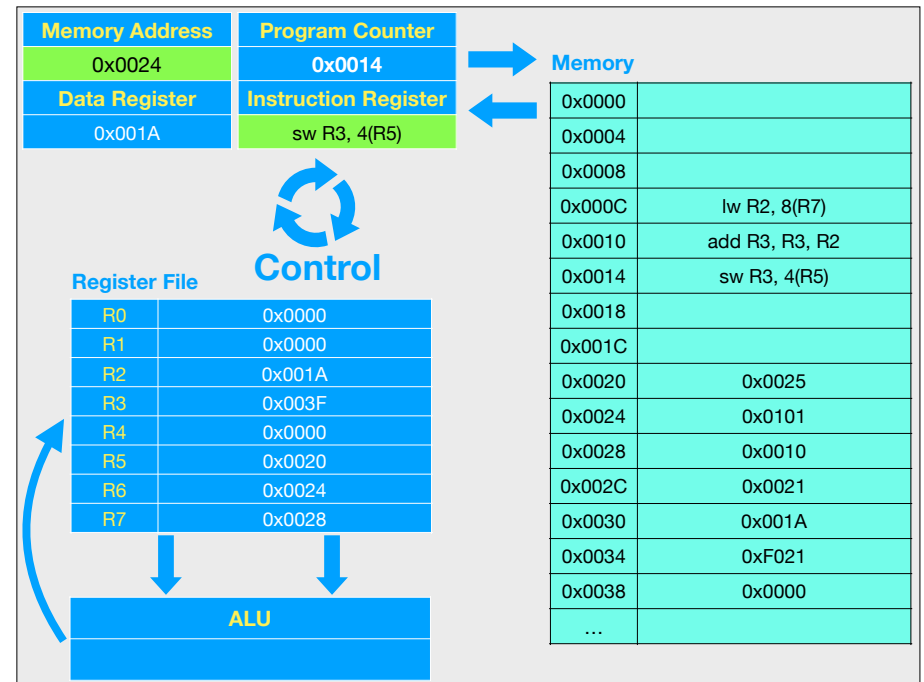 Memory Address Program Counter
0x0024 0x0014
Data Register Instruction Register
0x001A sw R3, 4(R5)
Control
Register File
R0 0x0000
R1 0x0000
R2 0x001A
R3 0x003F
R4 0x0000
R5 0x0020
R6 0x0024
R7 0x0028
ALU
Memory
0x0000
0x0004
0x0008
0x000C lw R2, 8(R7)
0x0010 add R3, R3, R2
0x0014 sw R3, 4(R5)
0x0018
0x001C
0x0020 0x0025
0x0024 0x0101
0x0028 0x0010
0x002C 0x0021
0x0030 0x001A
0x0034 0xF021
0x0038 0x0000
…